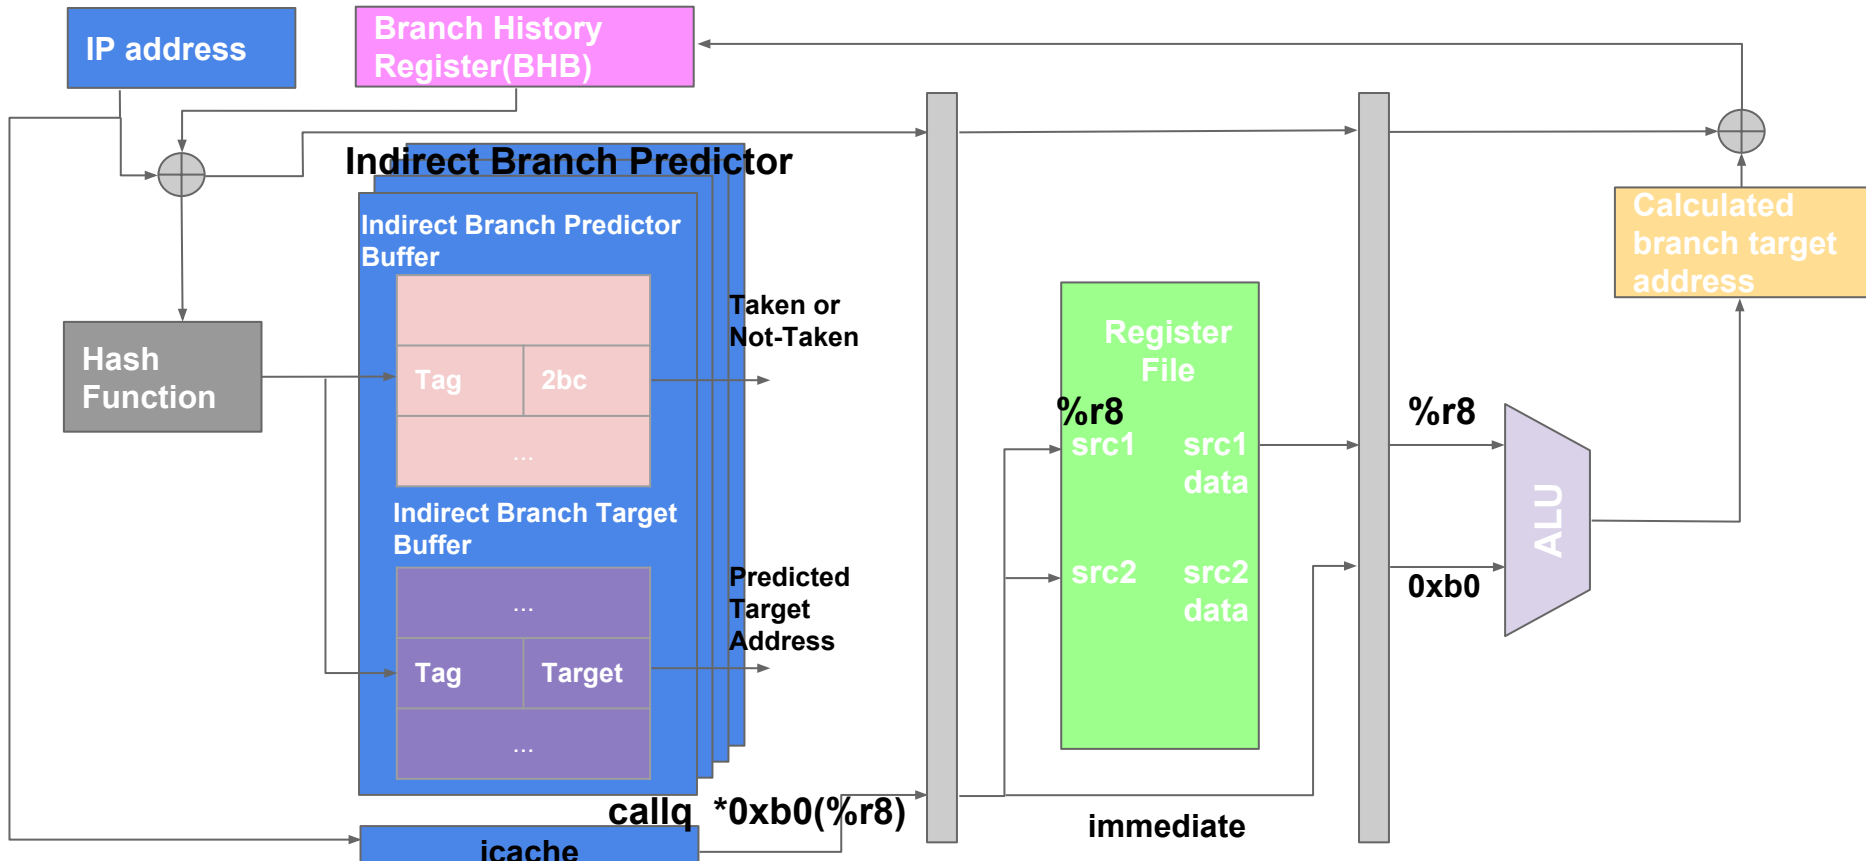 IP address
Branch History
Register(BHB)
Indirect Branch Predictor
Indirect Branch Predictor
Buffer
Tag
2bc
...
Taken or
Not-Taken
Hash
Function
Indirect Branch Target
Buffer
...
Tag
Target
...
Predicted
Target
Address
callq *0xb0(%r8)
icache
Register
File
%r8
src1
src1
data
src2
src2
data
immediate
%r8
0xb0
ALU
Calculated
branch target
address